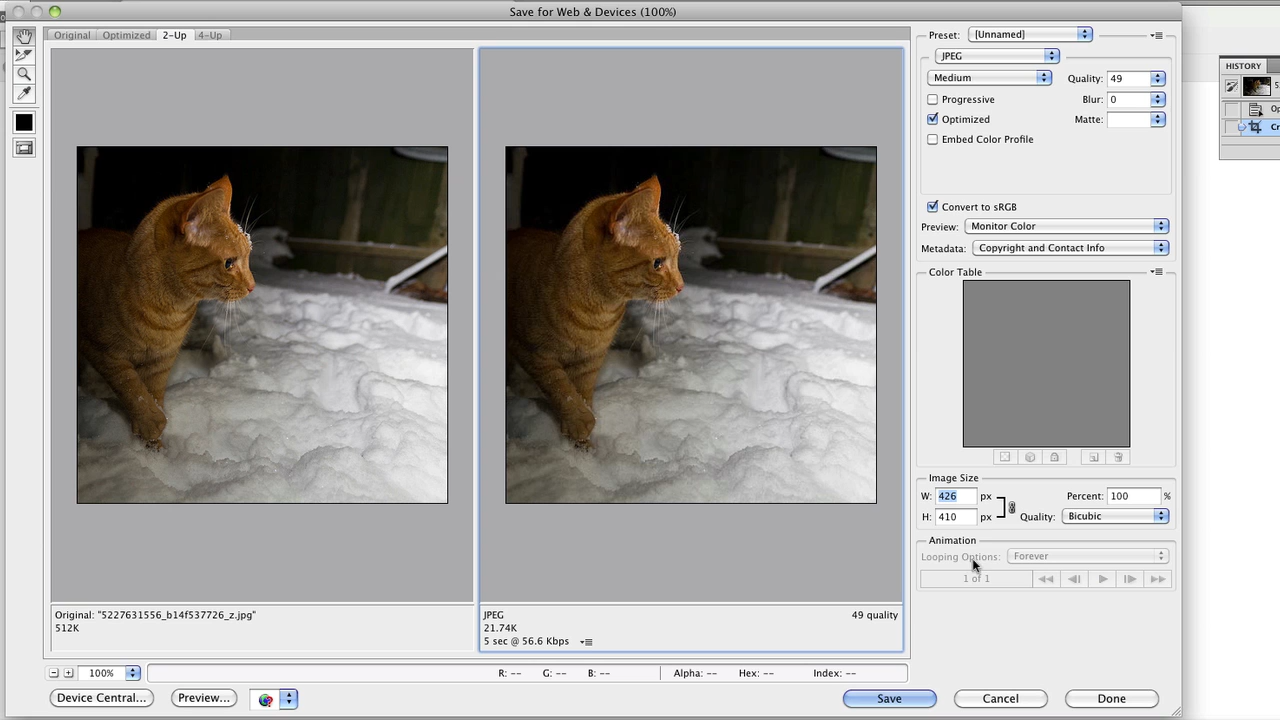 Save for Web & Devices (100%)
Original Optimized 2-Up 4-Up
Preset: [Unnamed]
JPEG
Medium Quality: 49
Progressive Blur: 0
Optimized Matte:
Embed Color Profile
Convert to sRGB
Preview: Monitor Color
Metadata: Copyright and Contact Info
Color Table
Image Size
W: 426 px Percent: 100 %
H: 410 px Quality: Bicubic
Animation
Looping Options: Forever
1 of 1
Original: "5227631556_b14f537726_z.jpg"
512K
JPEG 49 quality
21.74K
5 sec @ 56.6 Kbps
100% R: -- G: -- B: -- Alpha: -- Hex: -- Index: --
Device Central... Preview... Save Cancel Done
HISTORY
5
Op
Cr